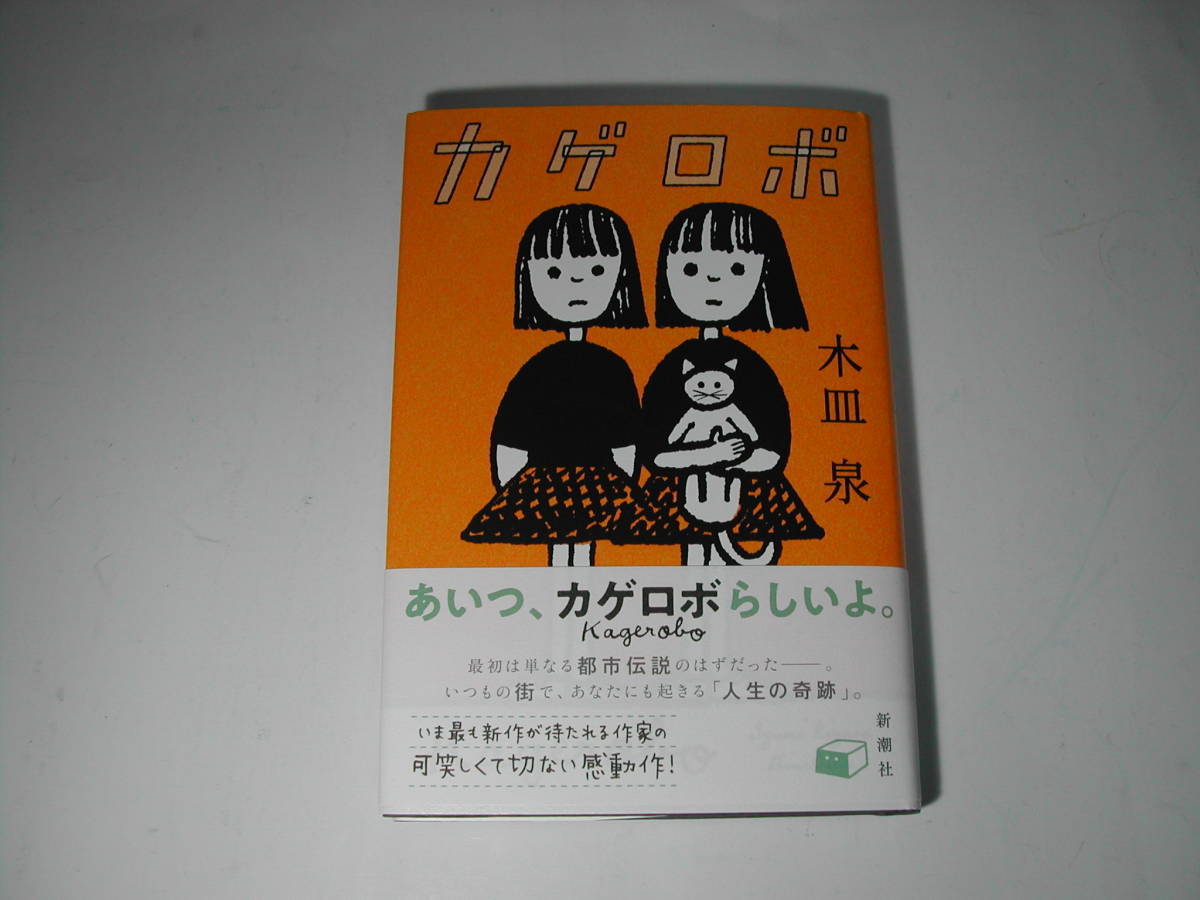 カゲロボ
木皿 泉
あいつ、カゲロボらしいよ。
Kagerobo
最初は単なる都市伝説のはずだった――。
いつもの街で、あなたにも起きる「人生の奇跡」。
いま最も新作が待たれる作家の
可笑しくて切ない感動作!
新潮社